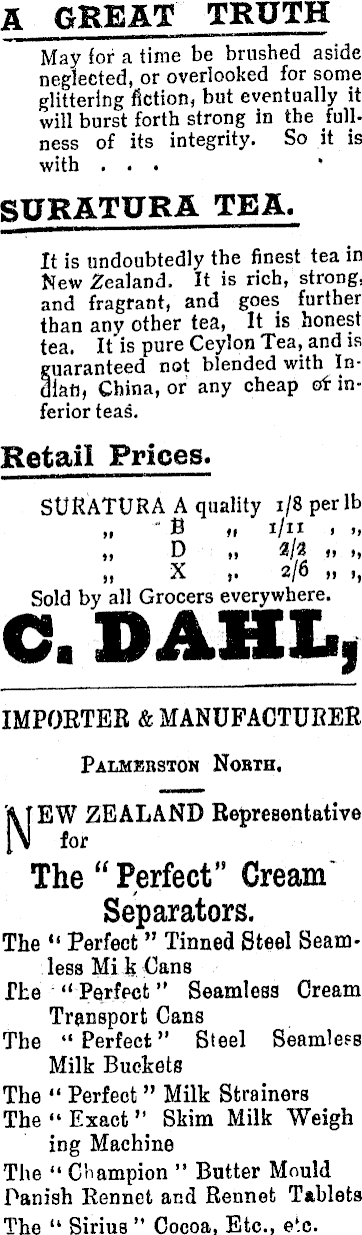 A GREAT TRUTH
May for a time be brushed aside
neglected, or overlooked for some
glittering fiction, but eventually it
will burst forth strong in the full-
ness of its integrity. So it is
with . . .
SURATURA TEA.
It is undoubtedly the finest tea in
New Zealand. It is rich, strong,
and fragrant, and goes further
than any other tea, It is honest
tea. It is pure Ceylon Tea, and is
guaranteed not blended with In-
dian, China, or any cheap or in-
ferior teas.
Retail Prices.
SURATURA A quality 1/8 per lb
„ B „ 1/11 , „
„ D „ 2/2 „ „
„ X „ 2/6 „ „
Sold by all Grocers everywhere.
C. DAHL,
IMPORTER & MANUFACTURER
PALMERSTON NORTH.
NEW ZEALAND Representative
for
The "Perfect" Cream
Separators.
The "Perfect" Tinned Steel Seam-
less Mi k Cans
The "Perfect" Seamless Cream
Transport Cans
The "Perfect" Steel Seamless
Milk Buckets
The "Perfect" Milk Strainers
The "Exact" Skim Milk Weigh
ing Machine
The "Champion" Butter Mould
Danish Rennet and Rennet Tablets
The "Sirius" Cocoa, Etc., etc.